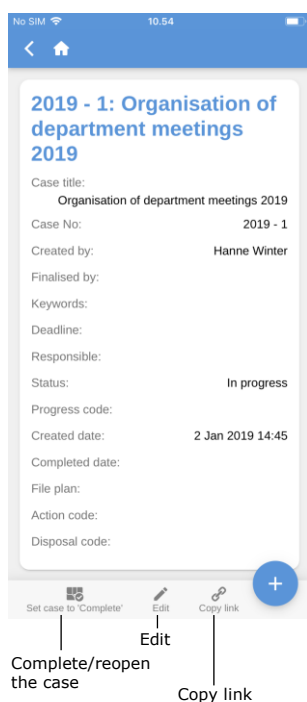 No SIM 10.54
2019 - 1: Organisation of
department meetings
2019
Case title:
Organisation of department meetings 2019
Case No: 2019 - 1
Created by: Hanne Winter
Finalised by:
Keywords:
Deadline:
Responsible:
Status: In progress
Progress code:
Created date: 2 Jan 2019 14:45
Completed date:
File plan:
Action code:
Disposal code:
+
Set case to 'Complete' Edit Copy link
Edit
Complete/reopen
the case
Copy link